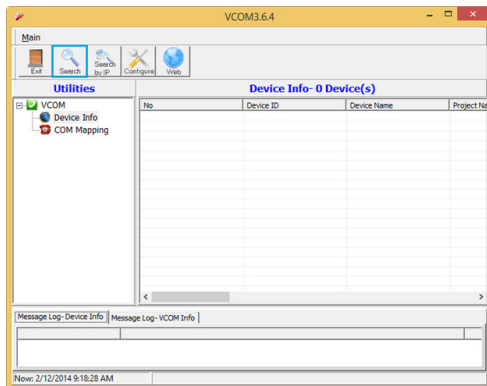 VCOM3.6.4
Main
Exit
Search
Search by IP
Configure
Web
Utilities
Device Info- 0 Device(s)
VCOM
Device Info
COM Mapping
No
Device ID
Device Name
Project Na
Message Log- Device Info
Message Log- VCOM Info
Now: 2/12/2014 9:18:28 AM